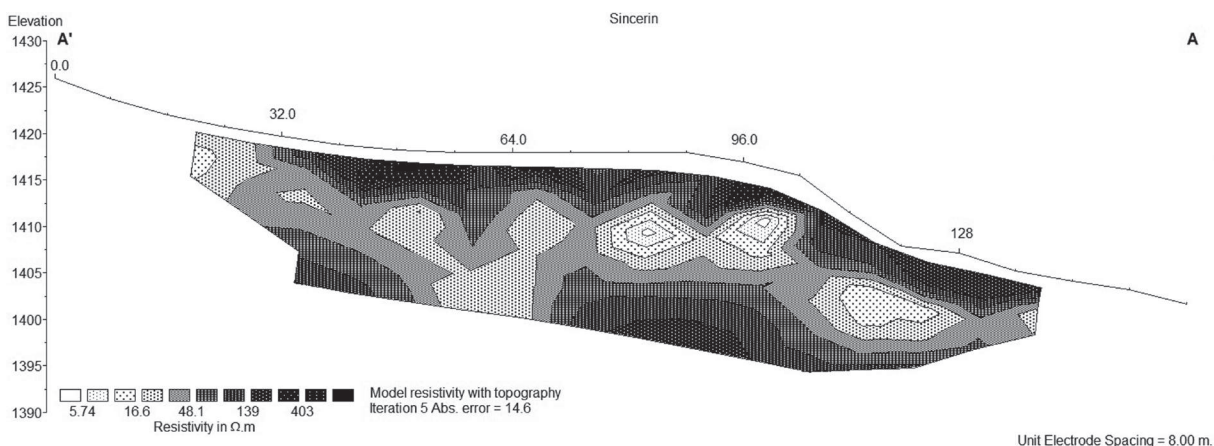 Sincerin
Elevation
A' A
1430
0.0
1425
32.0
1420
64.0 96.0
1415
1410
128
1405
1400
1395
1390
5.74 16.6 48.1 139 403
Resistivity in Ω.m
Model resistivity with topography
Iteration 5 Abs. error = 14.6
Unit Electrode Spacing = 8.00 m.